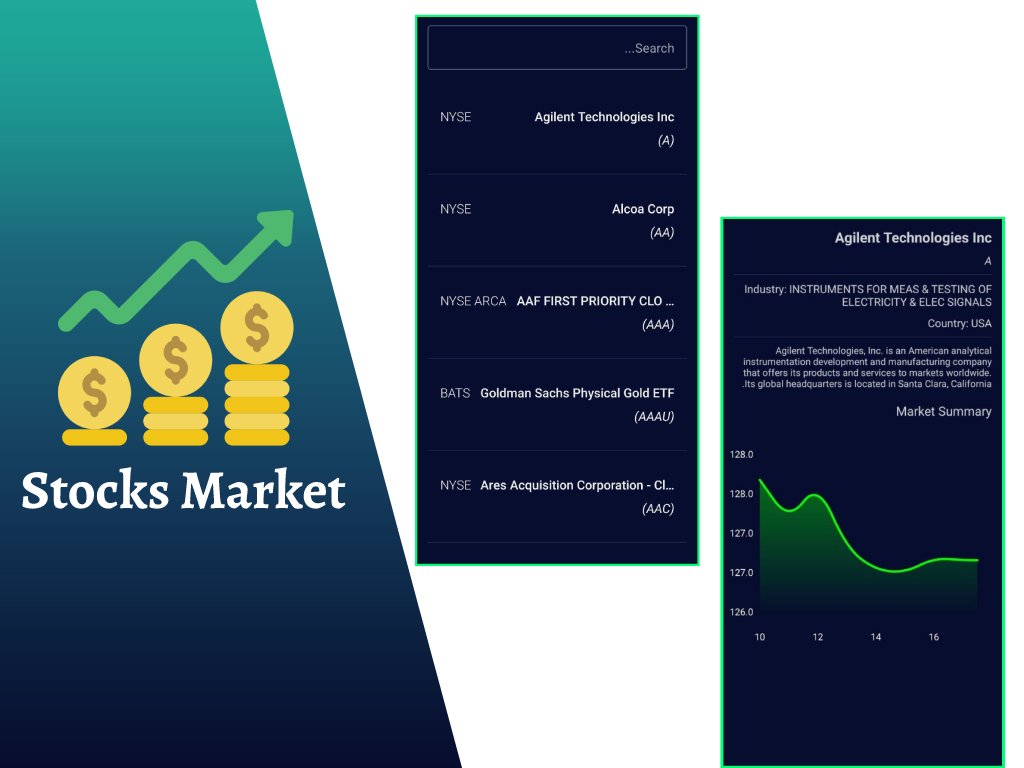 Stocks Market
...Search
NYSE Agilent Technologies Inc
(A)
NYSE Alcoa Corp
(AA)
NYSE ARCA AAF FIRST PRIORITY CLO ...
(AAA)
BATS Goldman Sachs Physical Gold ETF
(AAAU)
NYSE Ares Acquisition Corporation - Cl...
(AAC)
Agilent Technologies Inc
A
Industry: INSTRUMENTS FOR MEAS & TESTING OF
ELECTRICITY & ELEC SIGNALS
Country: USA
Agilent Technologies, Inc. is an American analytical
instrumentation development and manufacturing company
that offers its products and services to markets worldwide.
.Its global headquarters is located in Santa Clara, California
Market Summary
128.0
128.0
127.0
127.0
126.0
10 12 14 16
$ $ $